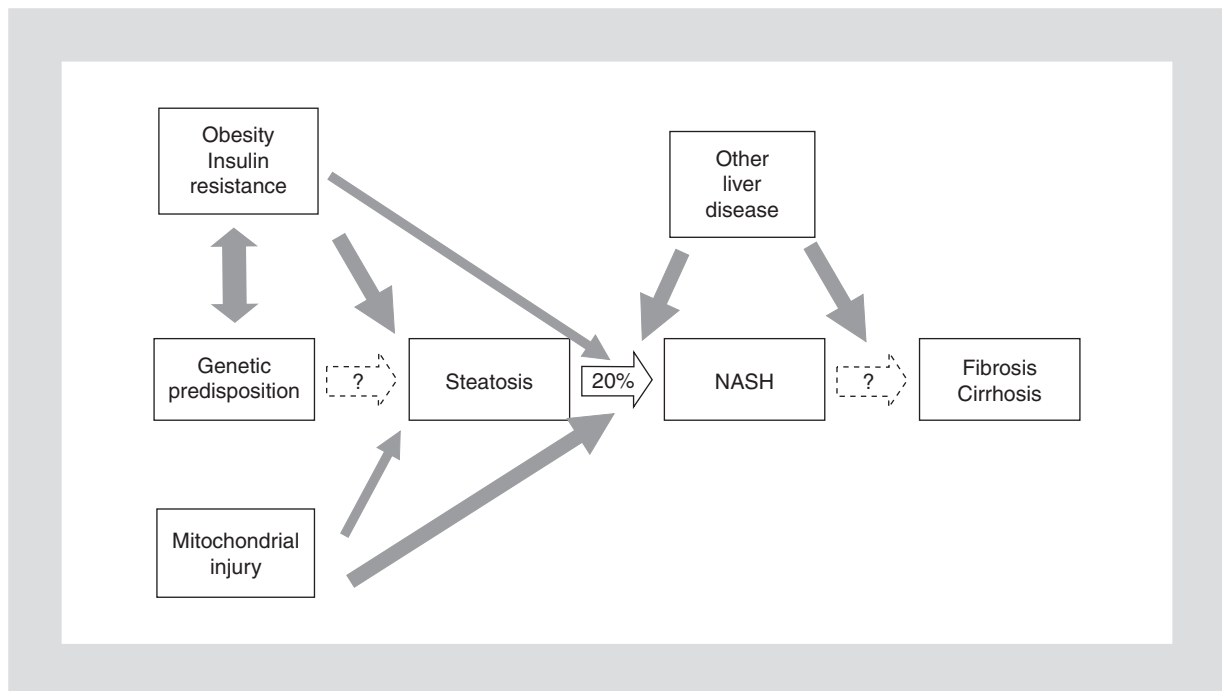 Obesity
Insulin
resistance
Other
liver
disease
Genetic
predisposition
?
Steatosis
20%
NASH
?
Fibrosis
Cirrhosis
Mitochondrial
injury